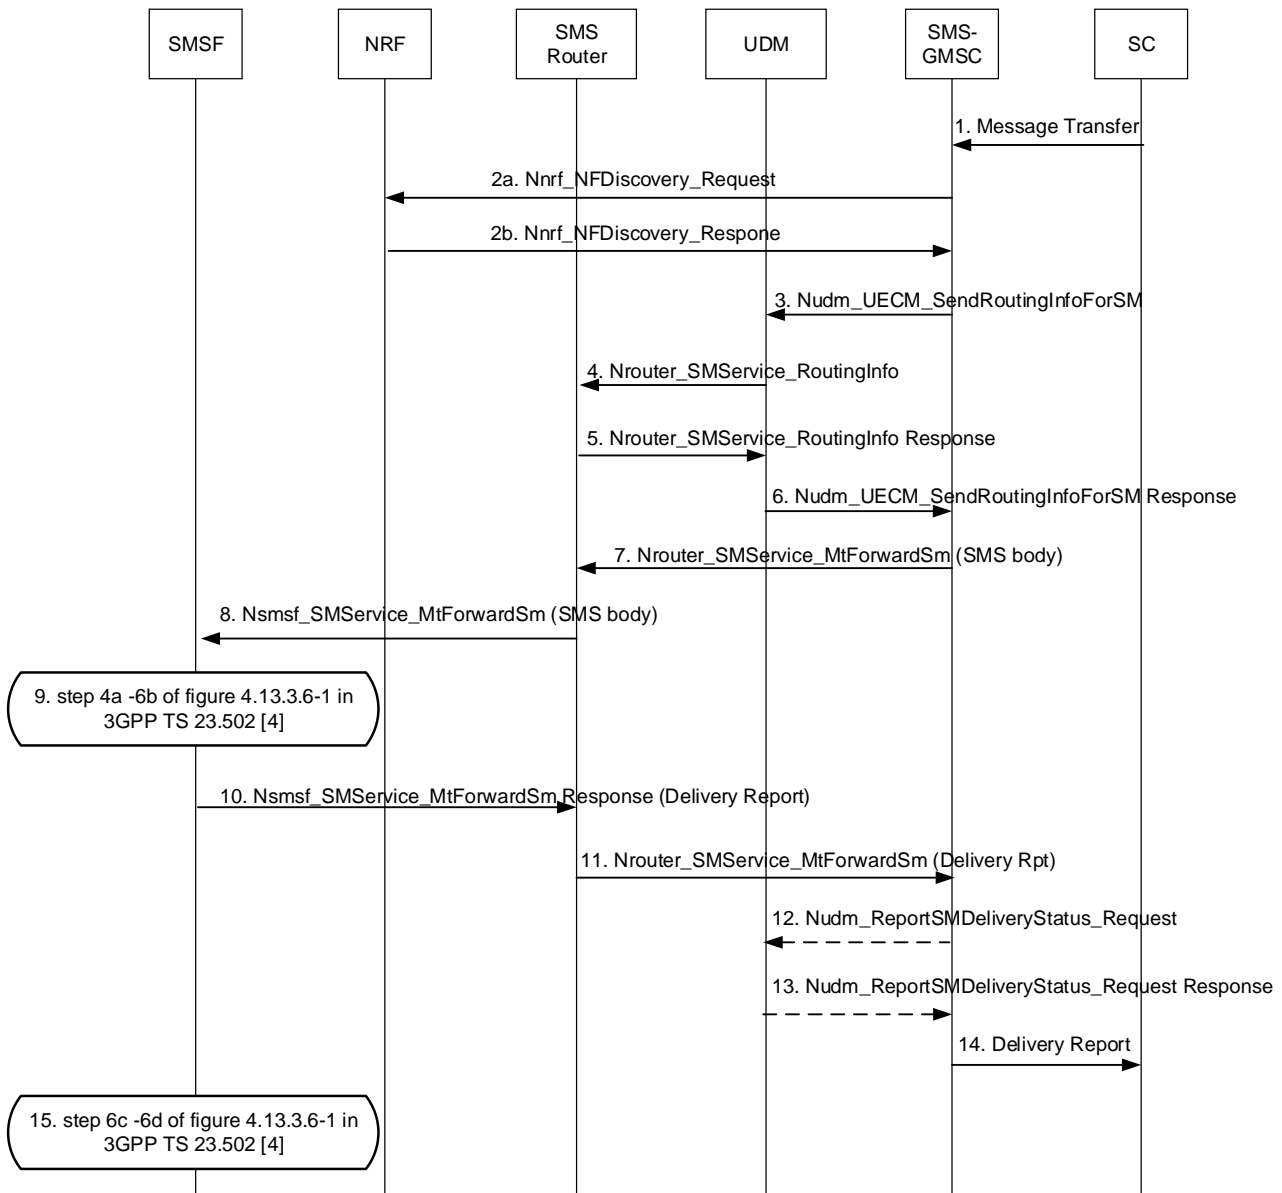 SMSF
NRF
SMS
Router
UDM
SMS-
GMSC
SC
1. Message Transfer
2a. Nnrf_NFDiscovery_Request
2b. Nnrf_NFDiscovery_Respone
3. Nudm_UECM_SendRoutingInfoForSM
4. Nrouter_SMService_RoutingInfo
5. Nrouter_SMService_RoutingInfo Response
6. Nudm_UECM_SendRoutingInfoForSM Response
7. Nrouter_SMService_MtForwardSm (SMS body)
8. Nsmsf_SMService_MtForwardSm (SMS body)
9. step 4a -6b of figure 4.13.3.6-1 in
3GPP TS 23.502 [4]
10. Nsmsf_SMService_MtForwardSm Response (Delivery Report)
11. Nrouter_SMService_MtForwardSm (Delivery Rpt)
12. Nudm_ReportSMDeliveryStatus_Request
13. Nudm_ReportSMDeliveryStatus_Request Response
14. Delivery Report
15. step 6c -6d of figure 4.13.3.6-1 in
3GPP TS 23.502 [4]